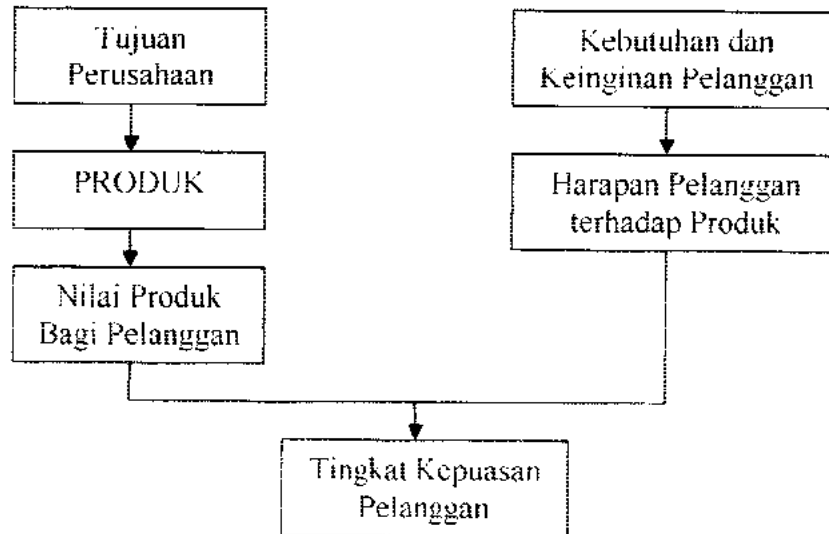 Tujuan
Perusahaan
Kebutuhan dan
Keinginan Pelanggan
PRODUK
Harapan Pelanggan
terhadap Produk
Nilai Produk
Bagi Pelanggan
Tingkat Kepuasan
Pelanggan